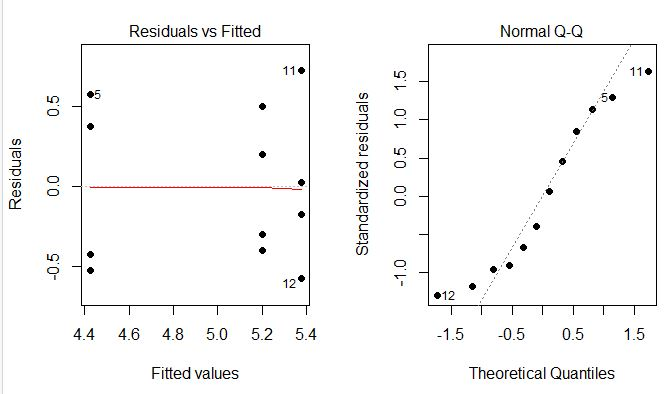 Residuals vs Fitted
Residuals
0.5
0.0
-0.5
5
11
12
4.4 4.6 4.8 5.0 5.2 5.4
Fitted values
Normal Q-Q
Standardized residuals
1.5
1.0
0.5
0.0
-1.0
11
5
12
-1.5 -0.5 0.5 1.5
Theoretical Quantiles